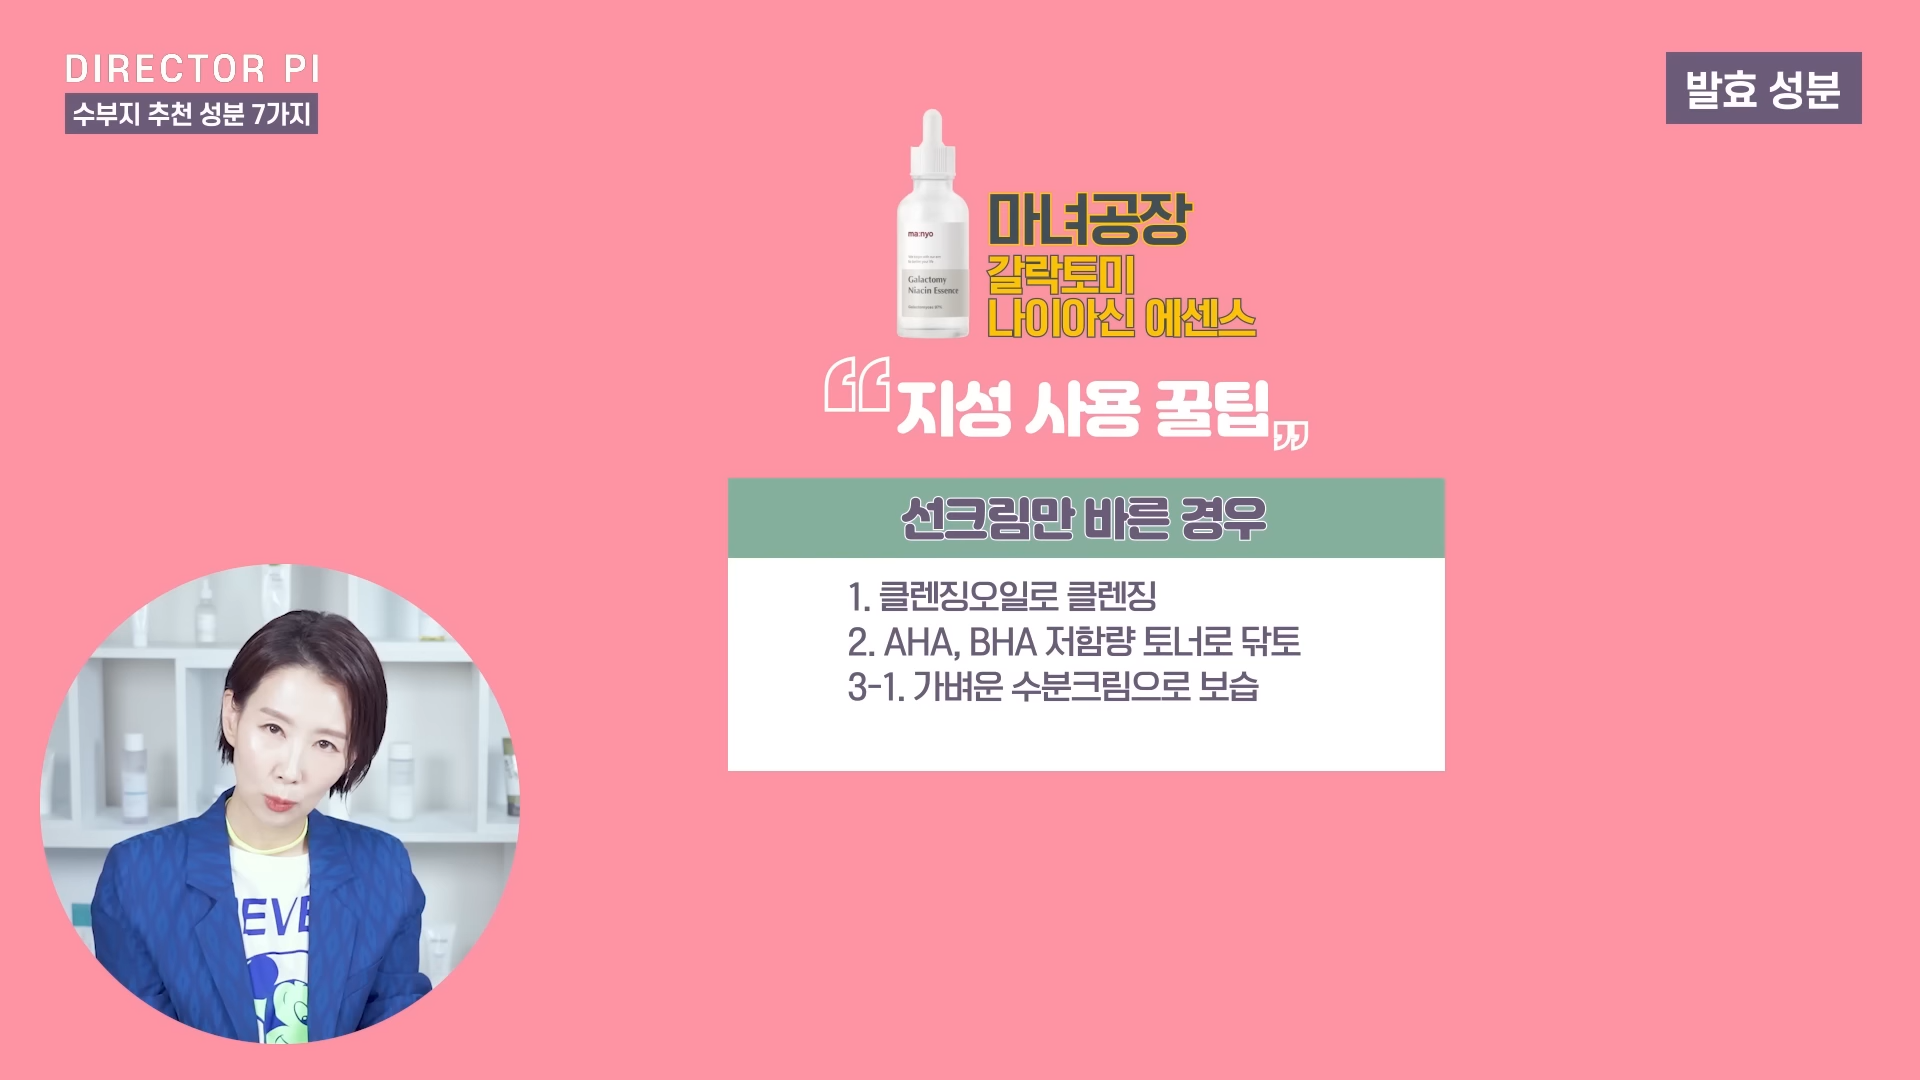 DIRECTOR PI
수부지 추천 성분 7가지
발효 성분
ma:nyo
Galactomy
Niacin Essence
마녀공장
갈락토미
나이아신 에센스
“지성 사용 꿀팁”
선크림만 바른 경우
1. 클렌징오일로 클렌징
2. AHA, BHA 저함량 토너로 닦토
3-1. 가벼운 수분크림으로 보습
EVE